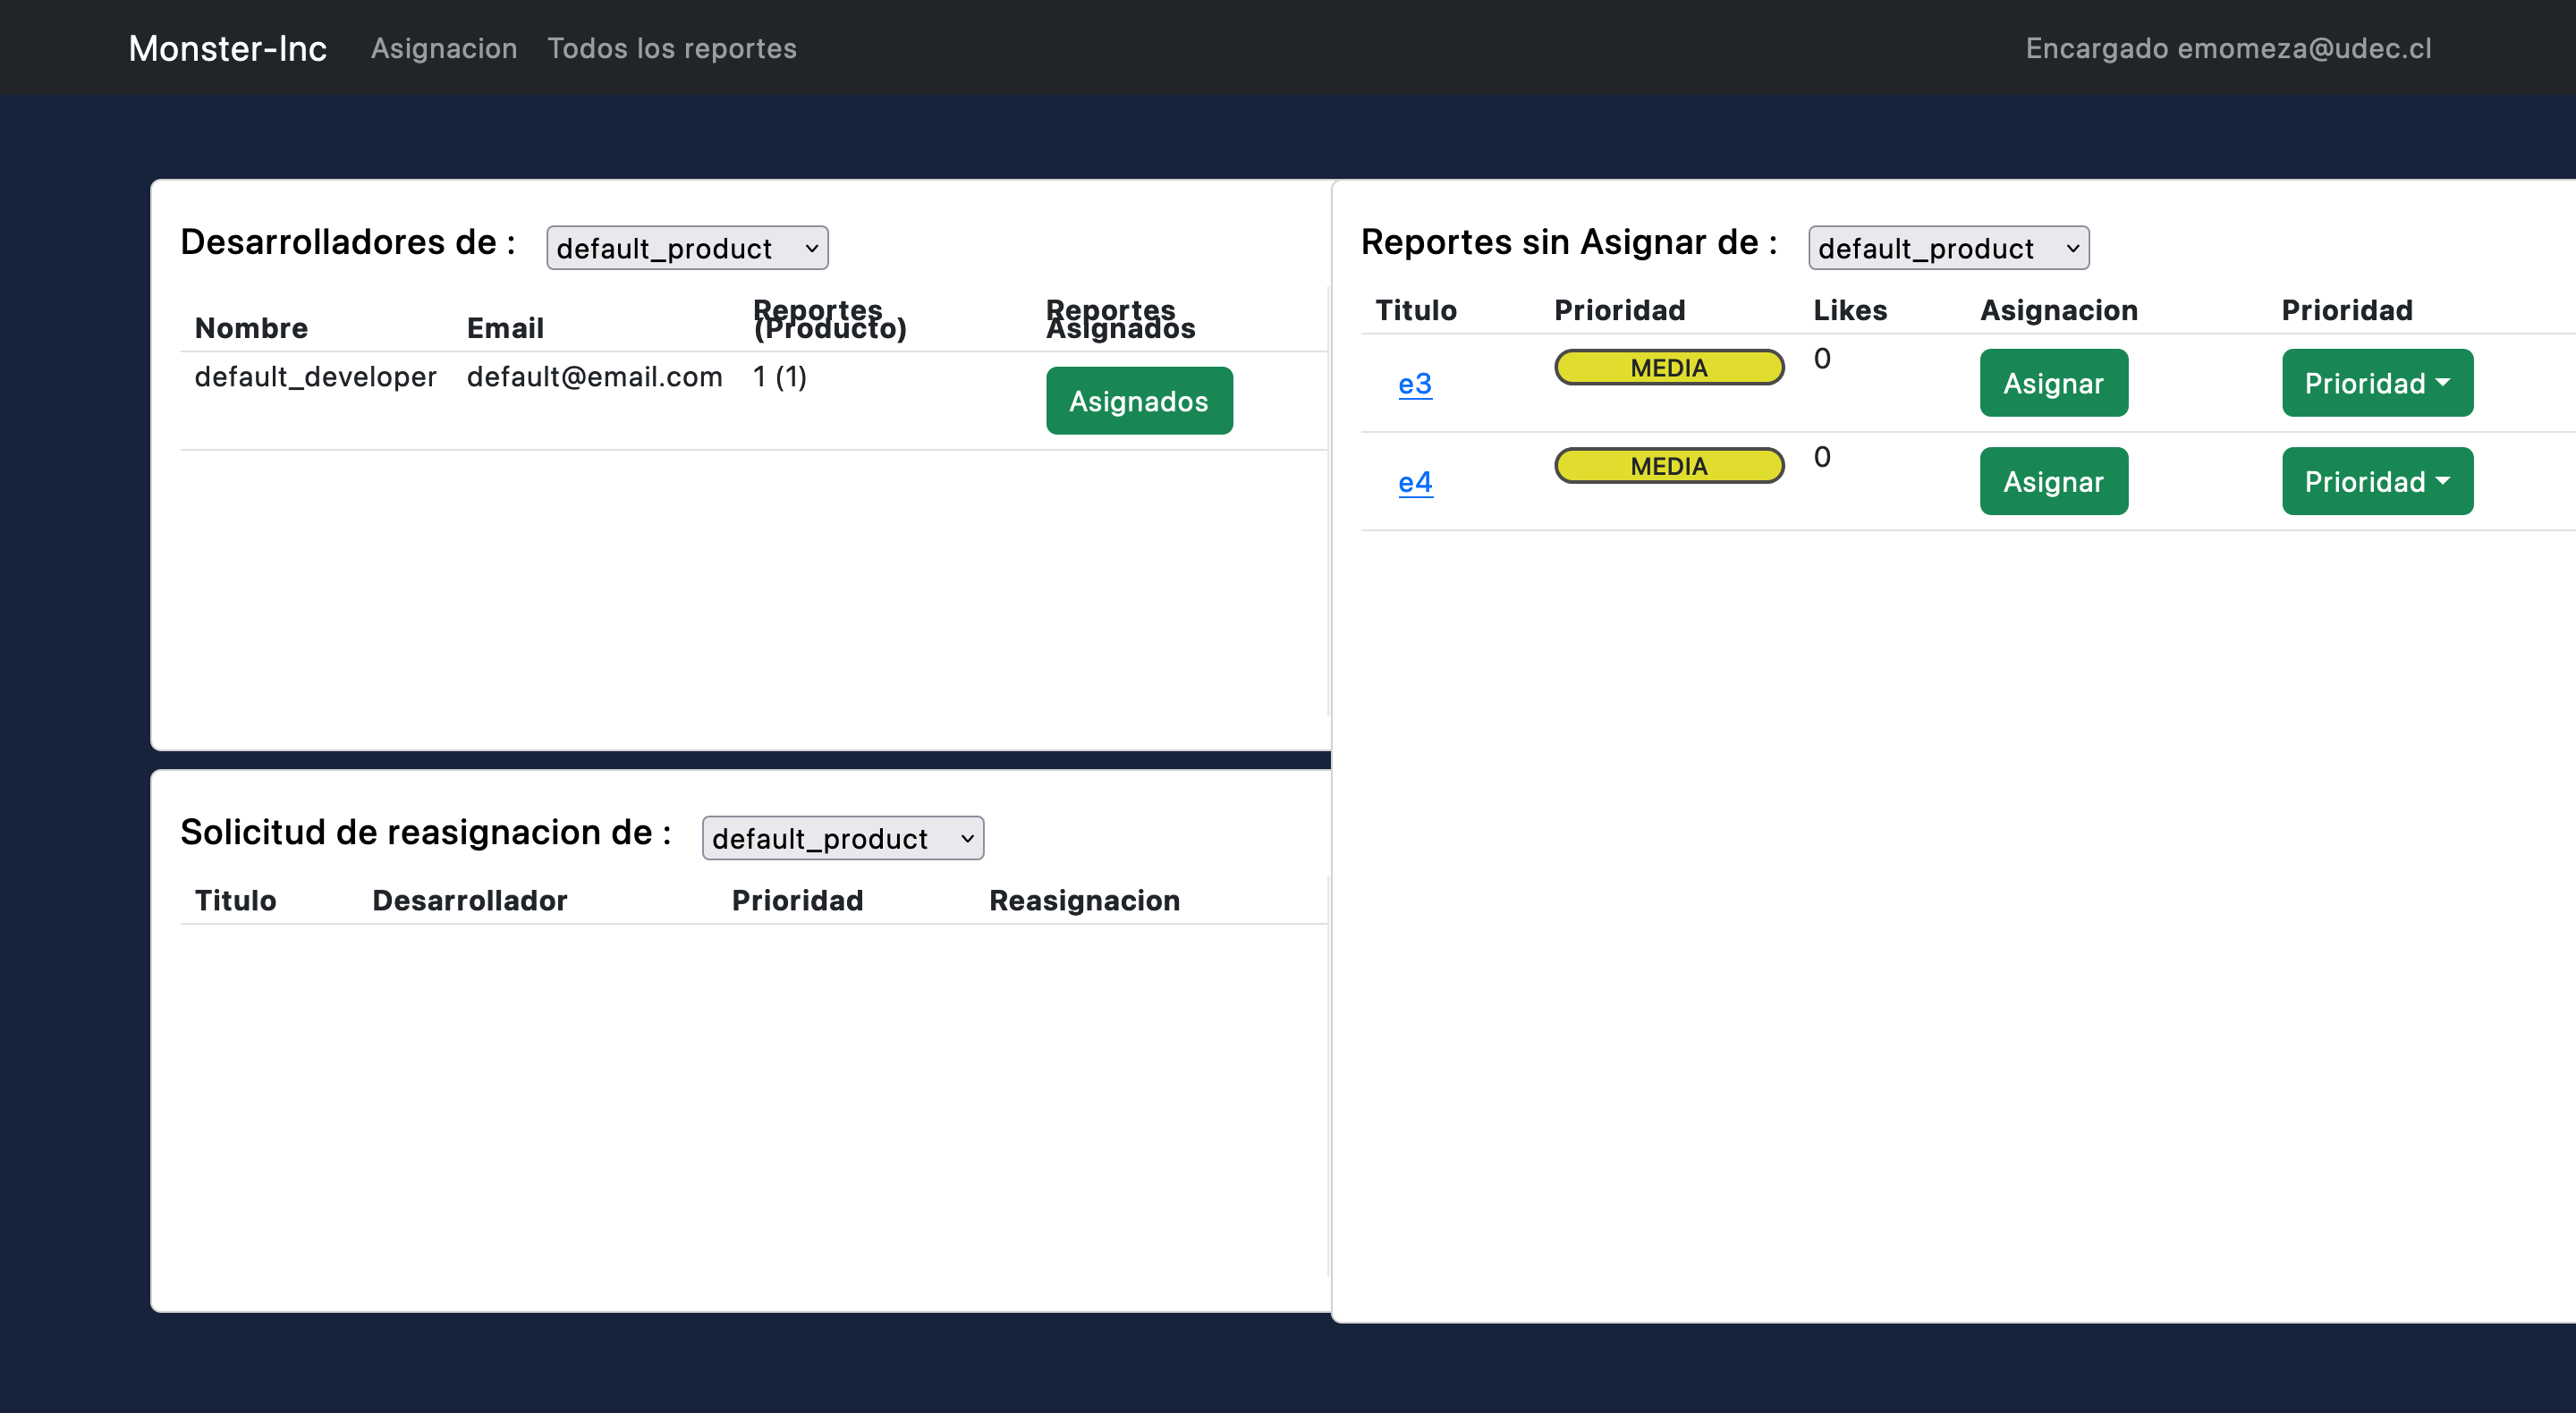 Monster-Inc Asignacion Todos los reportes Encargado emomeza@udec.cl
Desarrolladores de : default_product
Nombre Email Reportes (Producto) Reportes Asignados
default_developer default@email.com 1 (1) Asignados
Solicitud de reasignacion de : default_product
Titulo Desarrollador Prioridad Reasignacion
Reportes sin Asignar de : default_product
Titulo Prioridad Likes Asignacion Prioridad
e3 MEDIA 0 Asignar Prioridad
e4 MEDIA 0 Asignar Prioridad